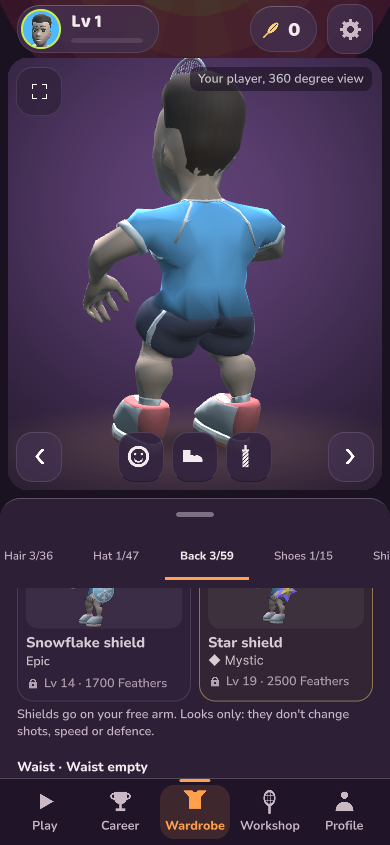 Lv 1
0
Your player, 360 degree view
Hair 3/36
Hat 1/47
Back 3/59
Shoes 1/15
Shi
Snowflake shield
Epic
Lv 14 · 1700 Feathers
Star shield
Mystic
Lv 19 · 2500 Feathers
Shields go on your free arm. Looks only: they don't change
shots, speed or defence.
Waist · Waist empty
Play
Career
Wardrobe
Workshop
Profile